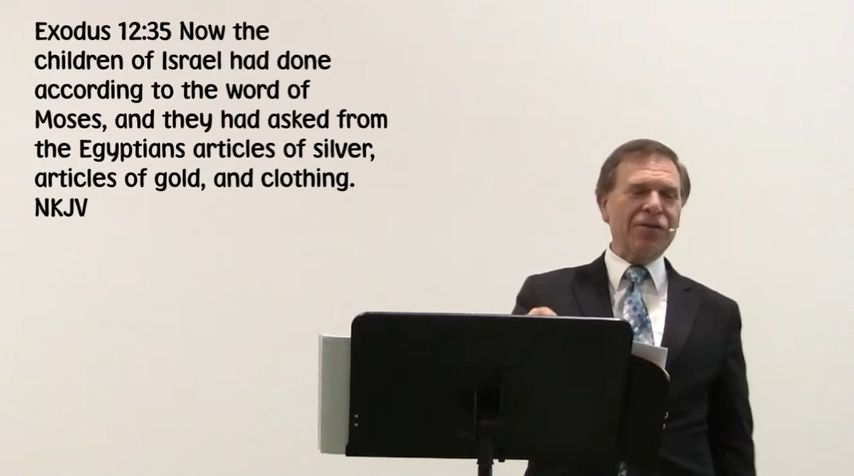 Exodus 12:35 Now the
children of Israel had done
according to the word of
Moses, and they had asked from
the Egyptians articles of silver,
articles of gold, and clothing.
NKJV